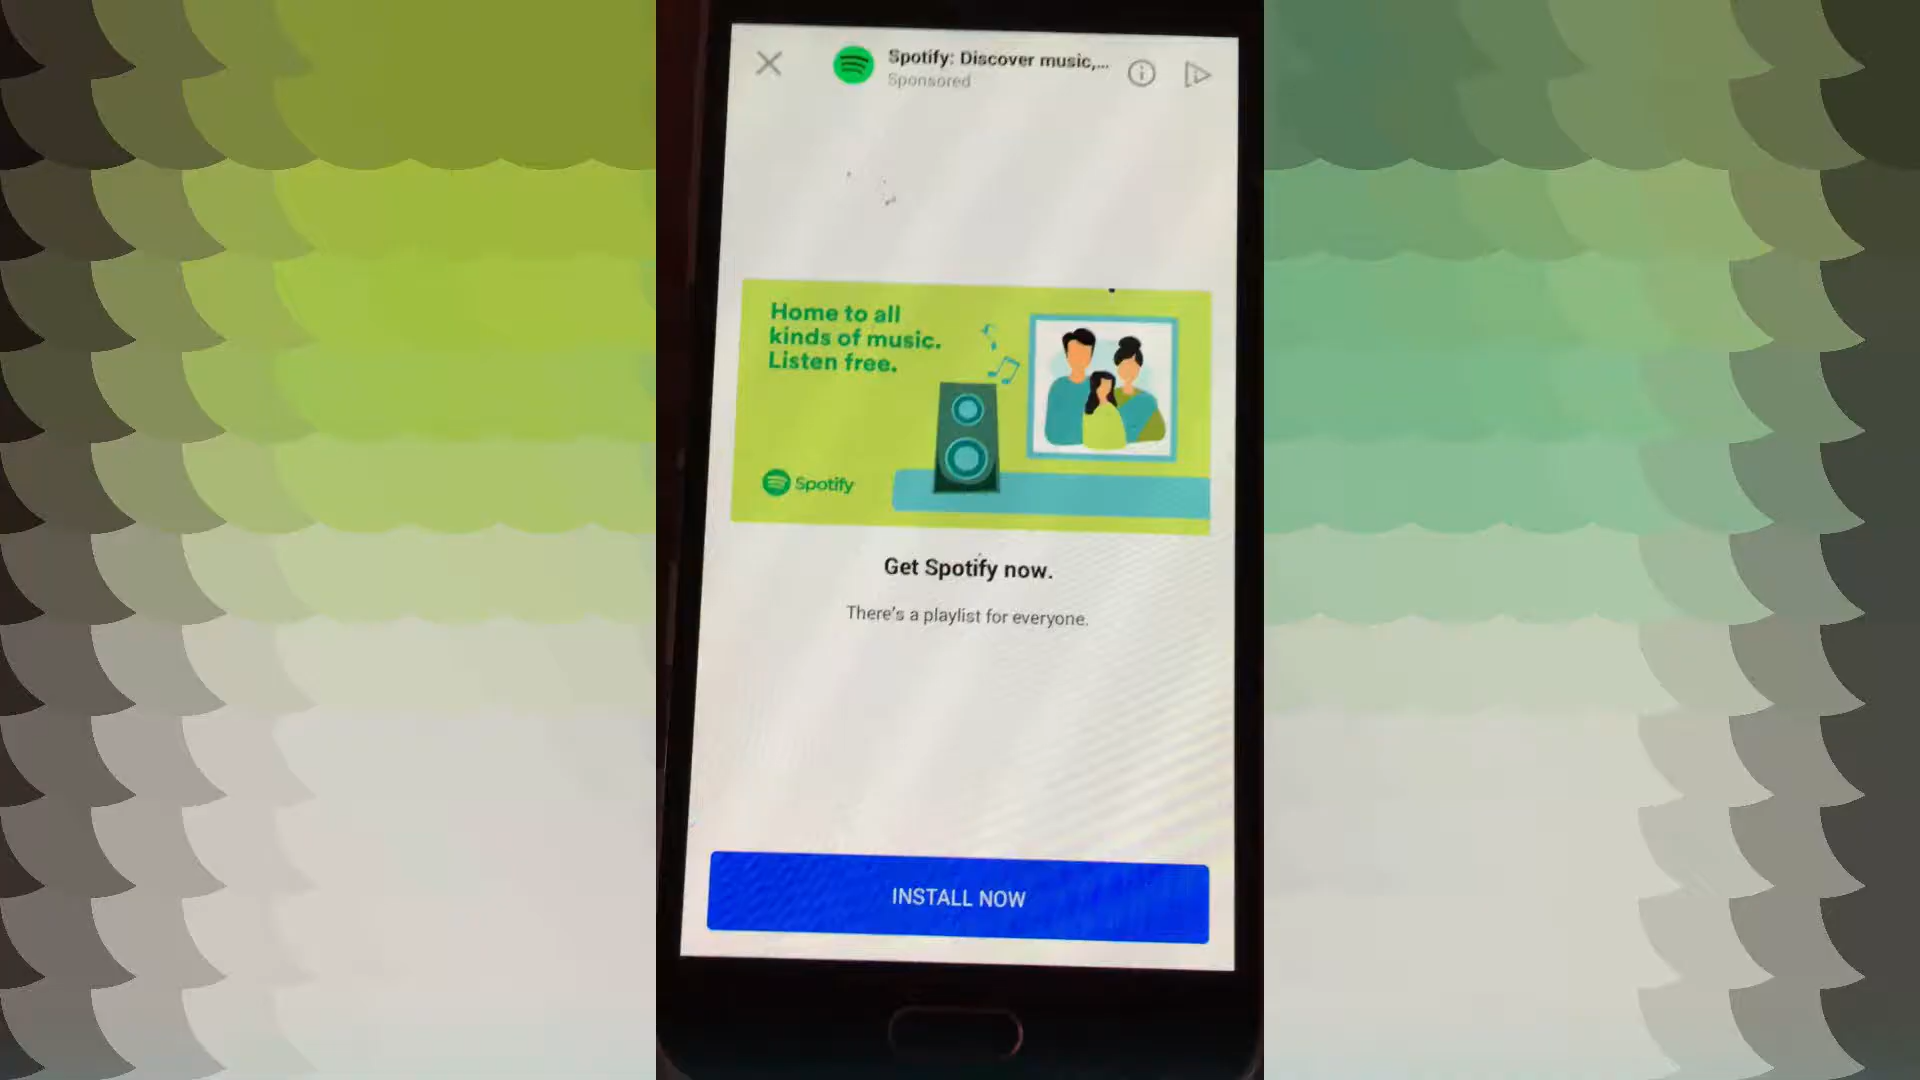 Spotify: Discover music,...
Sponsored
Home to all
kinds of music.
Listen free.
Spotify
Get Spotify now.
There's a playlist for everyone.
INSTALL NOW